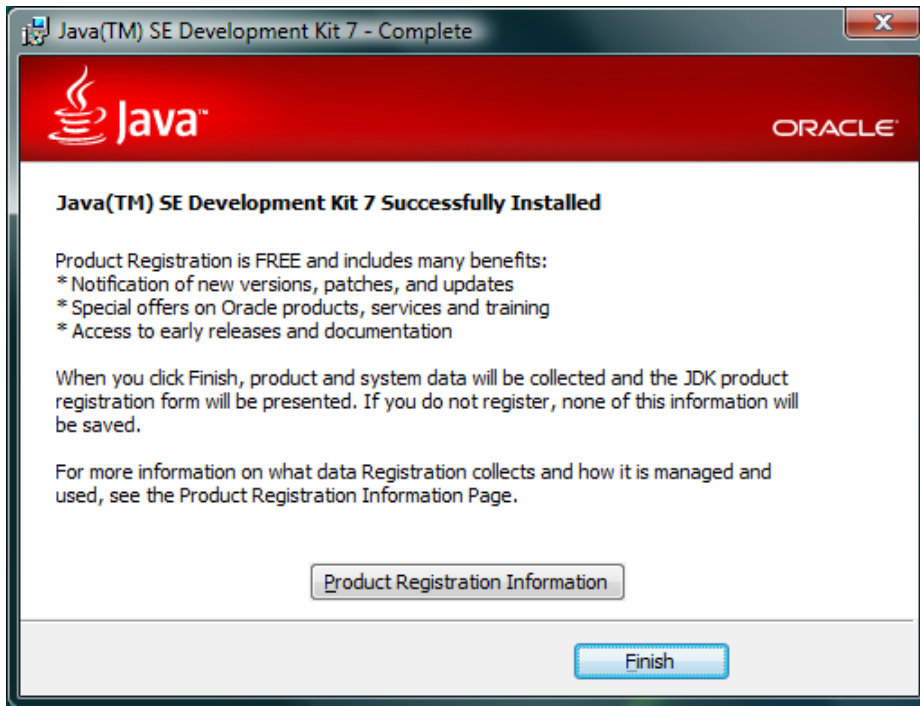 Java(TM) SE Development Kit 7 - Complete
Java™
ORACLE®
Java(TM) SE Development Kit 7 Successfully Installed
Product Registration is FREE and includes many benefits:
* Notification of new versions, patches, and updates
* Special offers on Oracle products, services and training
* Access to early releases and documentation
When you click Finish, product and system data will be collected and the JDK product
registration form will be presented. If you do not register, none of this information will
be saved.
For more information on what data Registration collects and how it is managed and
used, see the Product Registration Information Page.
Product Registration Information
Finish